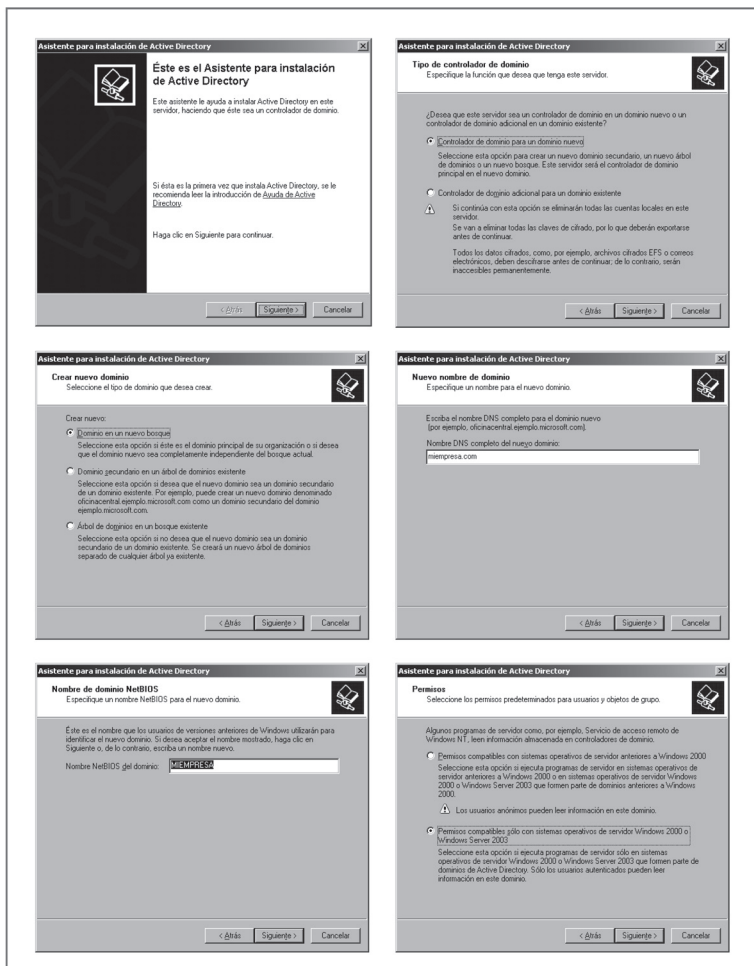 Asistente para instalación de Active Directory
Éste es el Asistente para instalación
de Active Directory
Este asistente le ayuda a instalar Active Directory en este
servidor, haciendo que éste sea un controlador de dominio.
Si ésta es la primera vez que instala Active Directory, se le
recomienda leer la introducción de Ayuda de Active
Directory.
Haga clic en Siguiente para continuar.
< Atrás Siguiente > Cancelar
Asistente para instalación de Active Directory
Tipo de controlador de dominio
Especifique la función que desea que tenga este servidor.
¿Desea que este servidor sea un controlador de dominio en un dominio nuevo o un
controlador de dominio adicional en un dominio existente?
Controlador de dominio para un dominio nuevo
Seleccione esta opción para crear un nuevo dominio secundario, un nuevo árbol
de dominios o un nuevo bosque. Este servidor será el controlador de dominio
principal en el nuevo dominio.
Controlador de dominio adicional para un dominio existente
Si continúa con esta opción se eliminarán todas las cuentas locales en este
servidor.
Se van a eliminar todas las claves de cifrado, por lo que deberán exportarse
antes de continuar.
Todos los datos cifrados, como, por ejemplo, archivos cifrados EFS o correos
electrónicos, deben descifrarse antes de continuar; de lo contrario, serán
inaccesibles permanentemente.
< Atrás Siguiente > Cancelar
Asistente para instalación de Active Directory
Crear nuevo dominio
Seleccione el tipo de dominio que desea crear.
Crear nuevo:
Dominio en un nuevo bosque
Seleccione esta opción si éste es el dominio principal de su organización o si desea
que el dominio nuevo sea completamente independiente del bosque actual.
Dominio secundario en un árbol de dominios existente
Seleccione esta opción si desea que el nuevo dominio sea un dominio secundario
de un dominio existente. Por ejemplo, puede crear un nuevo dominio denominado
oficinacentral.ejemplo.microsoft.com como un dominio secundario del dominio
ejemplo.microsoft.com.
Árbol de dominios en un bosque existente
Seleccione esta opción si no desea que el nuevo dominio sea un dominio
secundario de un dominio existente. Se creará un nuevo árbol de dominios
separado de cualquier árbol ya existente.
< Atrás Siguiente > Cancelar
Asistente para instalación de Active Directory
Nuevo nombre de dominio
Especifique un nombre para el nuevo dominio.
Escriba el nombre DNS completo para el dominio nuevo
(por ejemplo, oficinacentral.ejemplo.microsoft.com).
Nombre DNS completo del nuevo dominio:
miempresa.com
< Atrás Siguiente > Cancelar
Asistente para instalación de Active Directory
Nombre de dominio NetBIOS
Especifique un nombre NetBIOS para el nuevo dominio.
Éste es el nombre que los usuarios de versiones anteriores de Windows utilizarán para
identificar el nuevo dominio. Si desea aceptar el nombre mostrado, haga clic en
Siguiente o, de lo contrario, escriba un nombre nuevo.
Nombre NetBIOS del dominio: MIEMPRESA
< Atrás Siguiente > Cancelar
Asistente para instalación de Active Directory
Permisos
Seleccione los permisos predeterminados para usuarios y objetos de grupo.
Algunos programas de servidor como, por ejemplo, Servicio de acceso remoto de
Windows NT, leen información almacenada en controladores de dominio.
Permisos compatibles con sistemas operativos de servidor anteriores a Windows 2000
Seleccione esta opción si ejecuta programas de servidor en sistemas operativos de
servidor anteriores a Windows 2000 o en sistemas operativos de servidor Windows
2000 o Windows Server 2003 que formen parte de dominios anteriores a Windows
2000.
Los usuarios anónimos pueden leer información en este dominio.
Permisos compatibles sólo con sistemas operativos de servidor Windows 2000 o
Windows Server 2003
Seleccione esta opción si ejecuta programas de servidor sólo en sistemas
operativos de servidor Windows 2000 o Windows Server 2003 que formen parte de
dominios de Active Directory. Sólo los usuarios autenticados pueden leer
información en este dominio.
< Atrás Siguiente > Cancelar